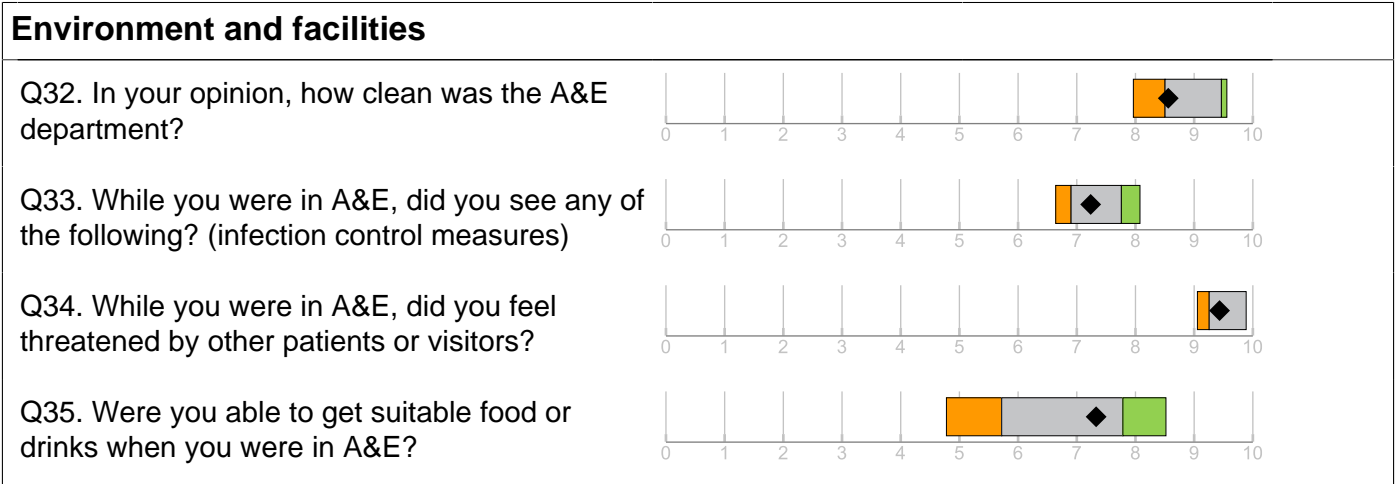 Environment and facilities
Q32. In your opinion, how clean was the A&E
department?
0 1 2 3 4 5 6 7 8 9 10
Q33. While you were in A&E, did you see any of
the following? (infection control measures)
0 1 2 3 4 5 6 7 8 9 10
Q34. While you were in A&E, did you feel
threatened by other patients or visitors?
0 1 2 3 4 5 6 7 8 9 10
Q35. Were you able to get suitable food or
drinks when you were in A&E?
0 1 2 3 4 5 6 7 8 9 10